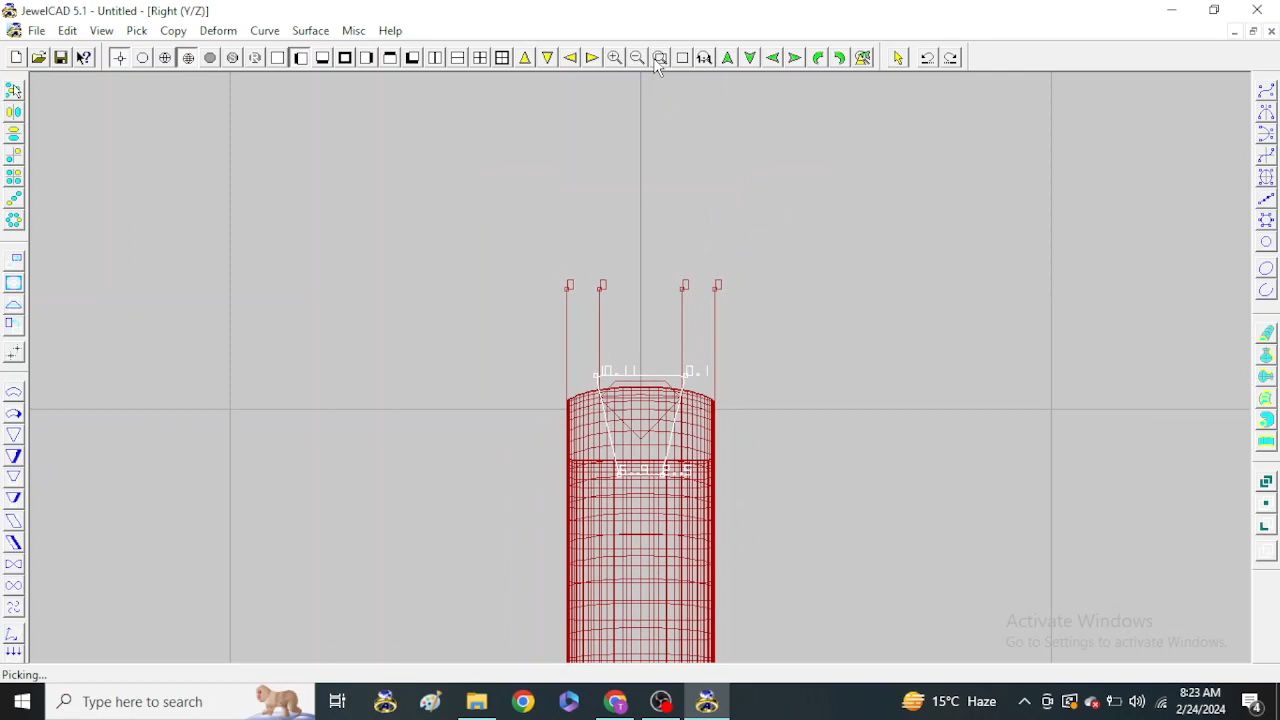 JewelCAD 5.1 - Untitled - [Right (Y/Z)]
File Edit View Pick Copy Deform Curve Surface Misc Help
Activate Windows
Go to Settings to activate Windows.
Picking...
Type here to search
15°C Haze
8:23 AM
2/24/2024
4